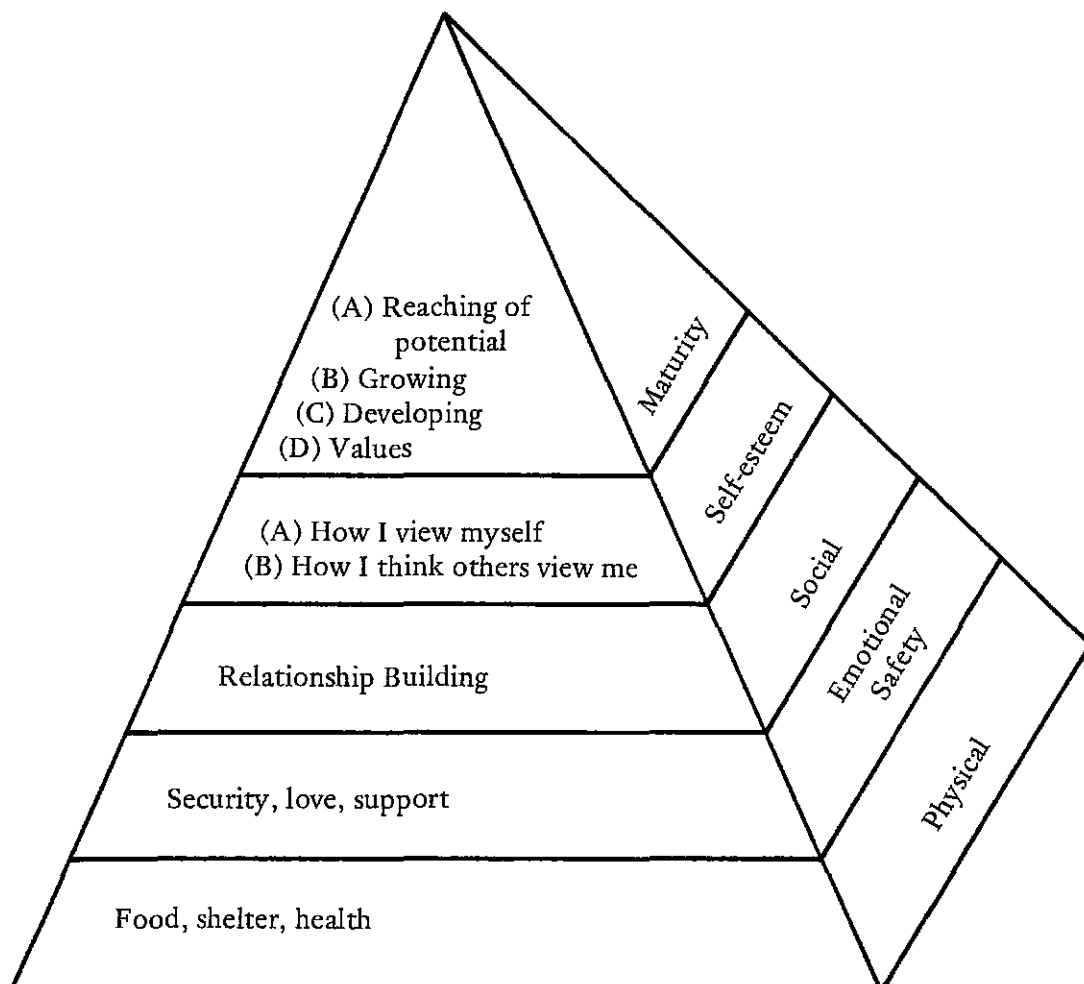 (A) Reaching of
potential
(B) Growing
(C) Developing
(D) Values
Maturity
(A) How I view myself
(B) How I think others view me
Self-esteem
Relationship Building
Social
Security, love, support
Emotional
Safety
Food, shelter, health
Physical